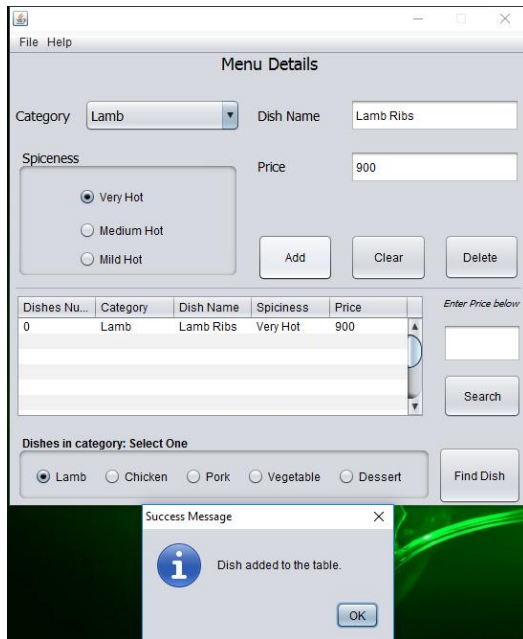 File Help
Menu Details
Category Lamb Dish Name Lamb Ribs
Spiceness Price 900
Very Hot
Medium Hot
Mild Hot
Add Clear Delete
Dishes Nu... Category Dish Name Spiciness Price
0 Lamb Lamb Ribs Very Hot 900
Enter Price below
Search
Dishes in category: Select One
Lamb Chicken Pork Vegetable Dessert
Find Dish
Success Message
Dish added to the table.
OK